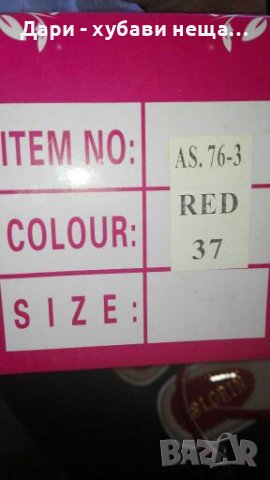 Дари - хубави неща...
ITEM NO: AS. 76-3
COLOUR: RED
SIZE: 37
BAZAR